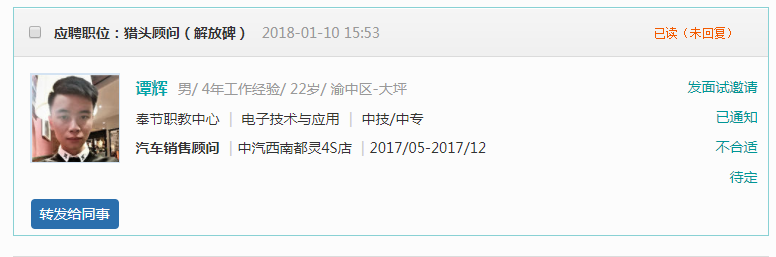 应聘职位：猎头顾问（解放碑） 2018-01-10 15:53 已读（未回复）
谭辉 男/ 4年工作经验/ 22岁/ 渝中区-大坪 发面试邀请
奉节职教中心 | 电子技术与应用 | 中技/中专 已通知
汽车销售顾问 | 中汽西南都灵4S店 | 2017/05-2017/12 不合适
待定
转发给同事